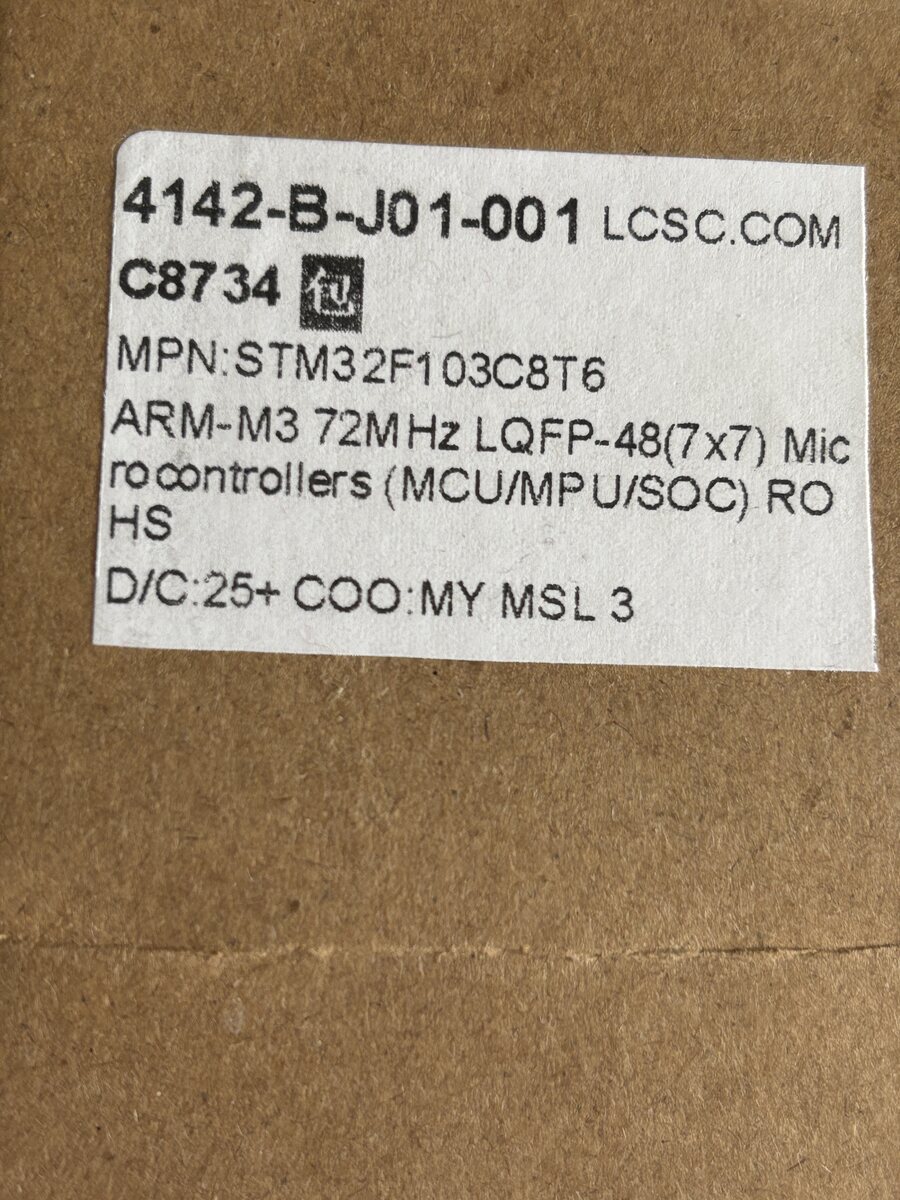 4142-B-J01-001 LCSC.COM
C8734
MPN:STM32F103C8T6
ARM-M3 72MHz LQFP-48(7x7) Mic
rocontrollers (MCU/MPU/SOC) RO
HS
D/C:25+ COO:MY MSL 3